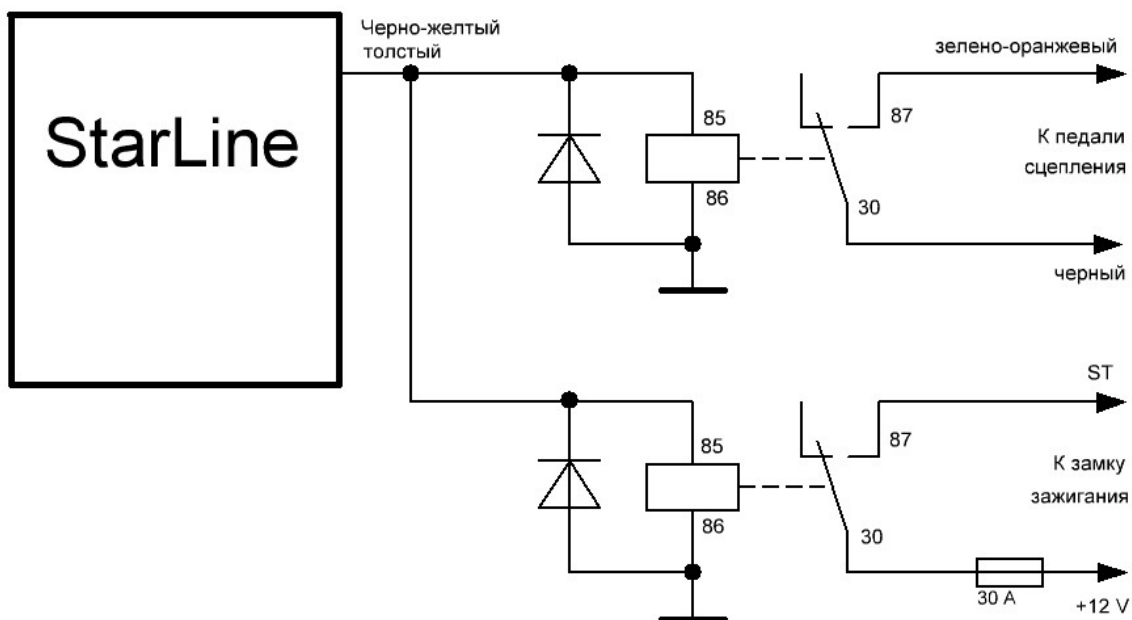 StarLine
Черно-желтый
толстый
85
86
87
30
зелено-оранжевый
К педали
сцепления
черный
85
86
87
30
ST
К замку
зажигания
30 A
+12 V